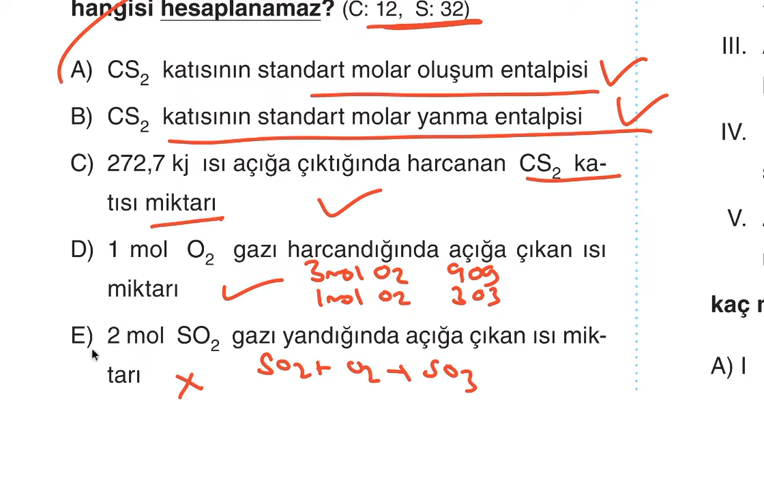 hangisi hesaplanamaz? (C: 12, S: 32)
A) CS2 katısının standart molar oluşum entalpisi
B) CS2 katısının standart molar yanma entalpisi
C) 272,7 kj ısı açığa çıktığında harcanan CS2 ka-
tısı miktarı
D) 1 mol O2 gazı harcandığında açığa çıkan ısı
3mol O2 909
miktarı
1mol O2 303
E) 2 mol SO2 gazı yandığında açığa çıkan ısı mik-
tarı
SO2 + O2 → SO3
III.
IV.
V.
kaç
A) I